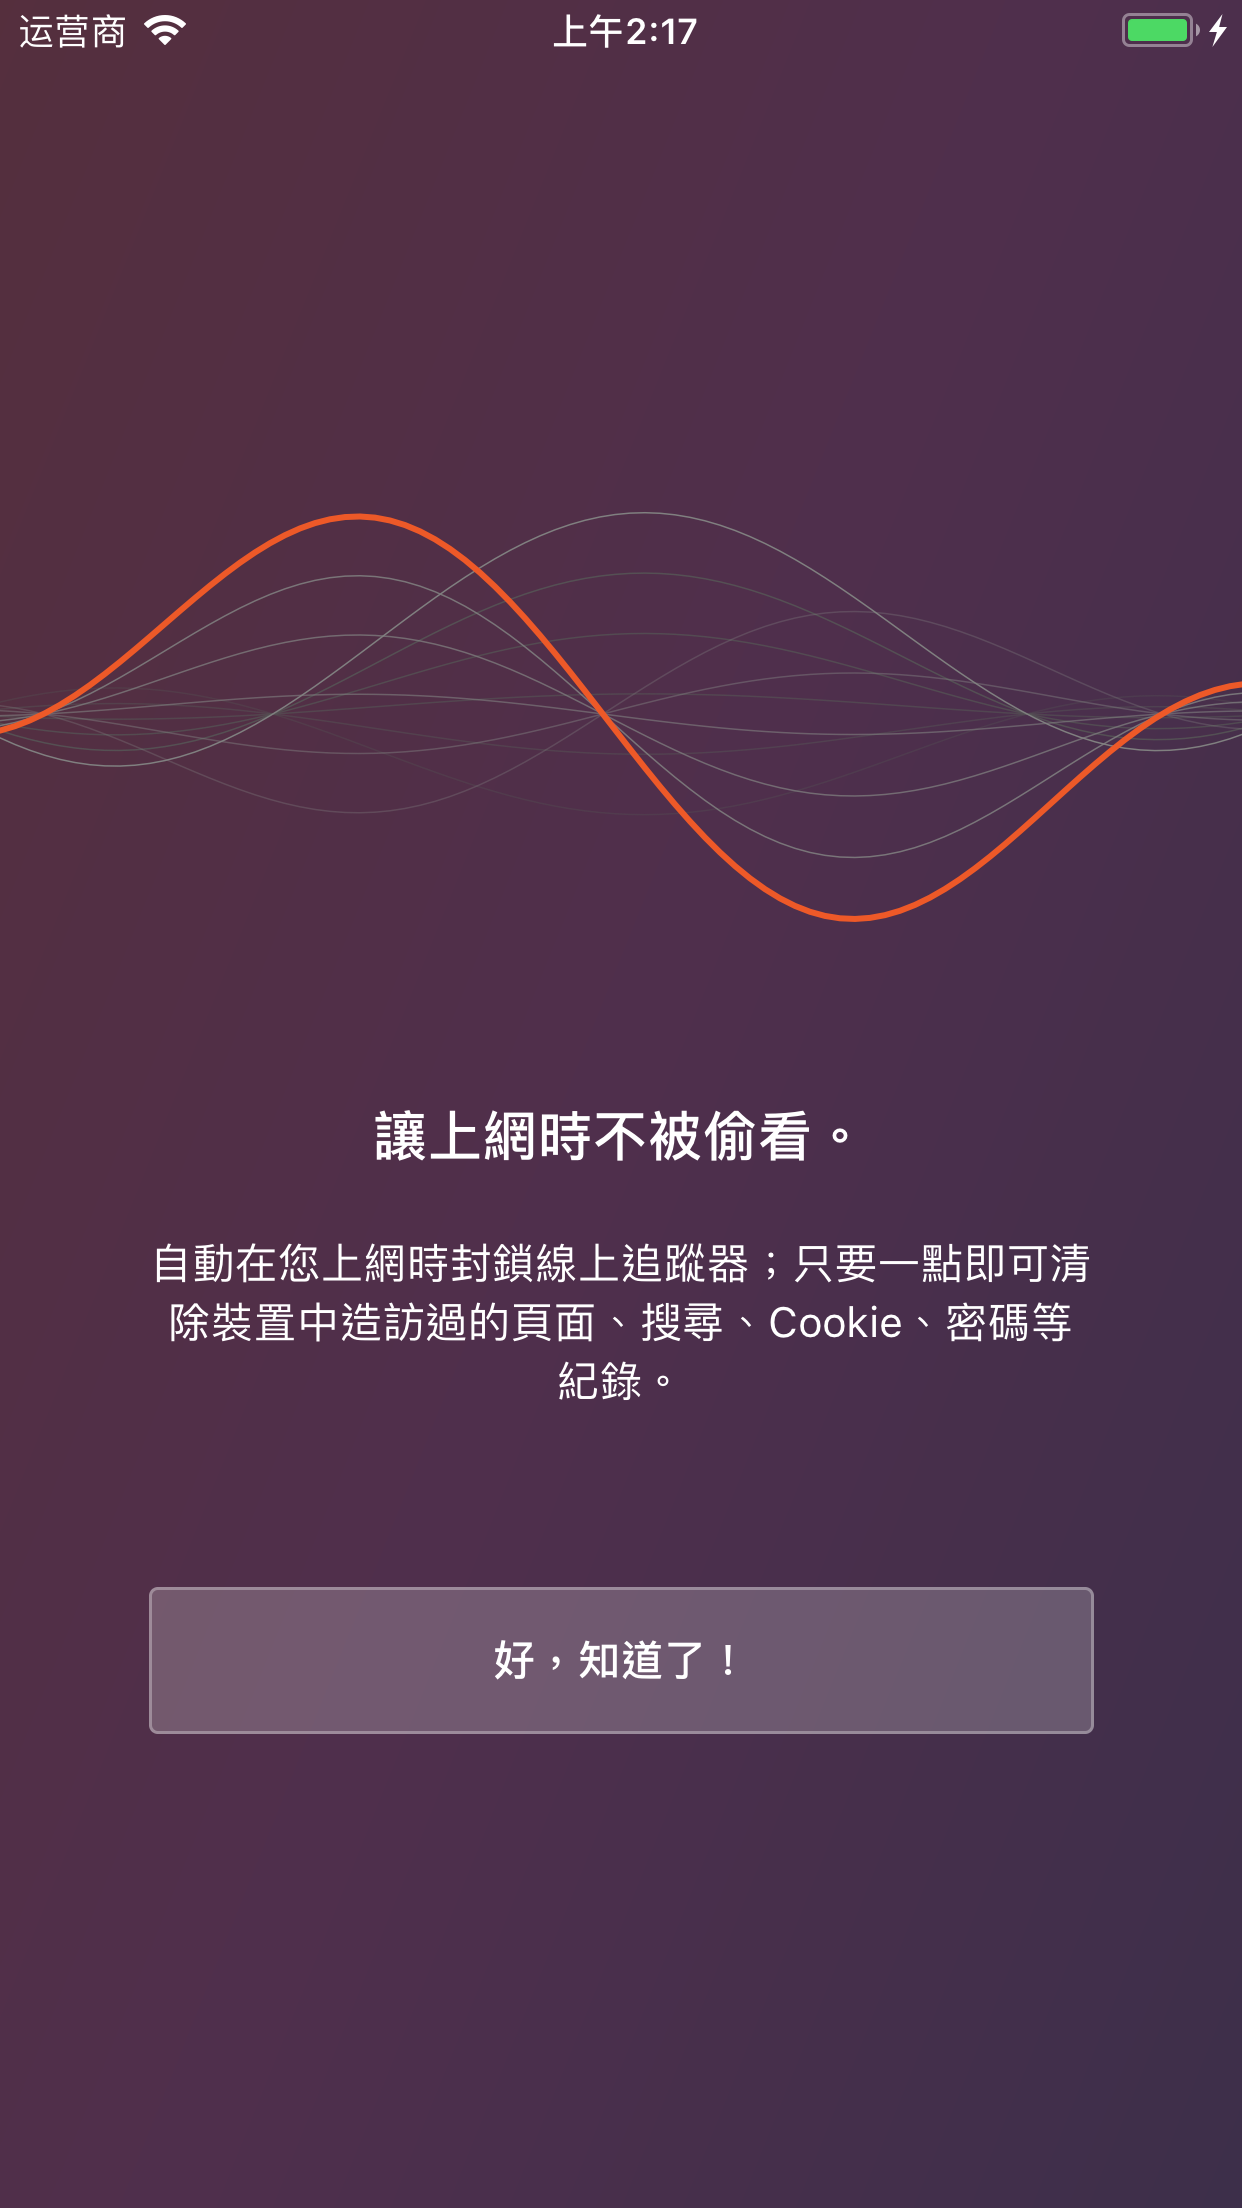 运营商
上午2:17
讓上網時不被偷看。
自動在您上網時封鎖線上追蹤器；只要一點即可清
除裝置中造訪過的頁面、搜尋、Cookie、密碼等
紀錄。
好，知道了！